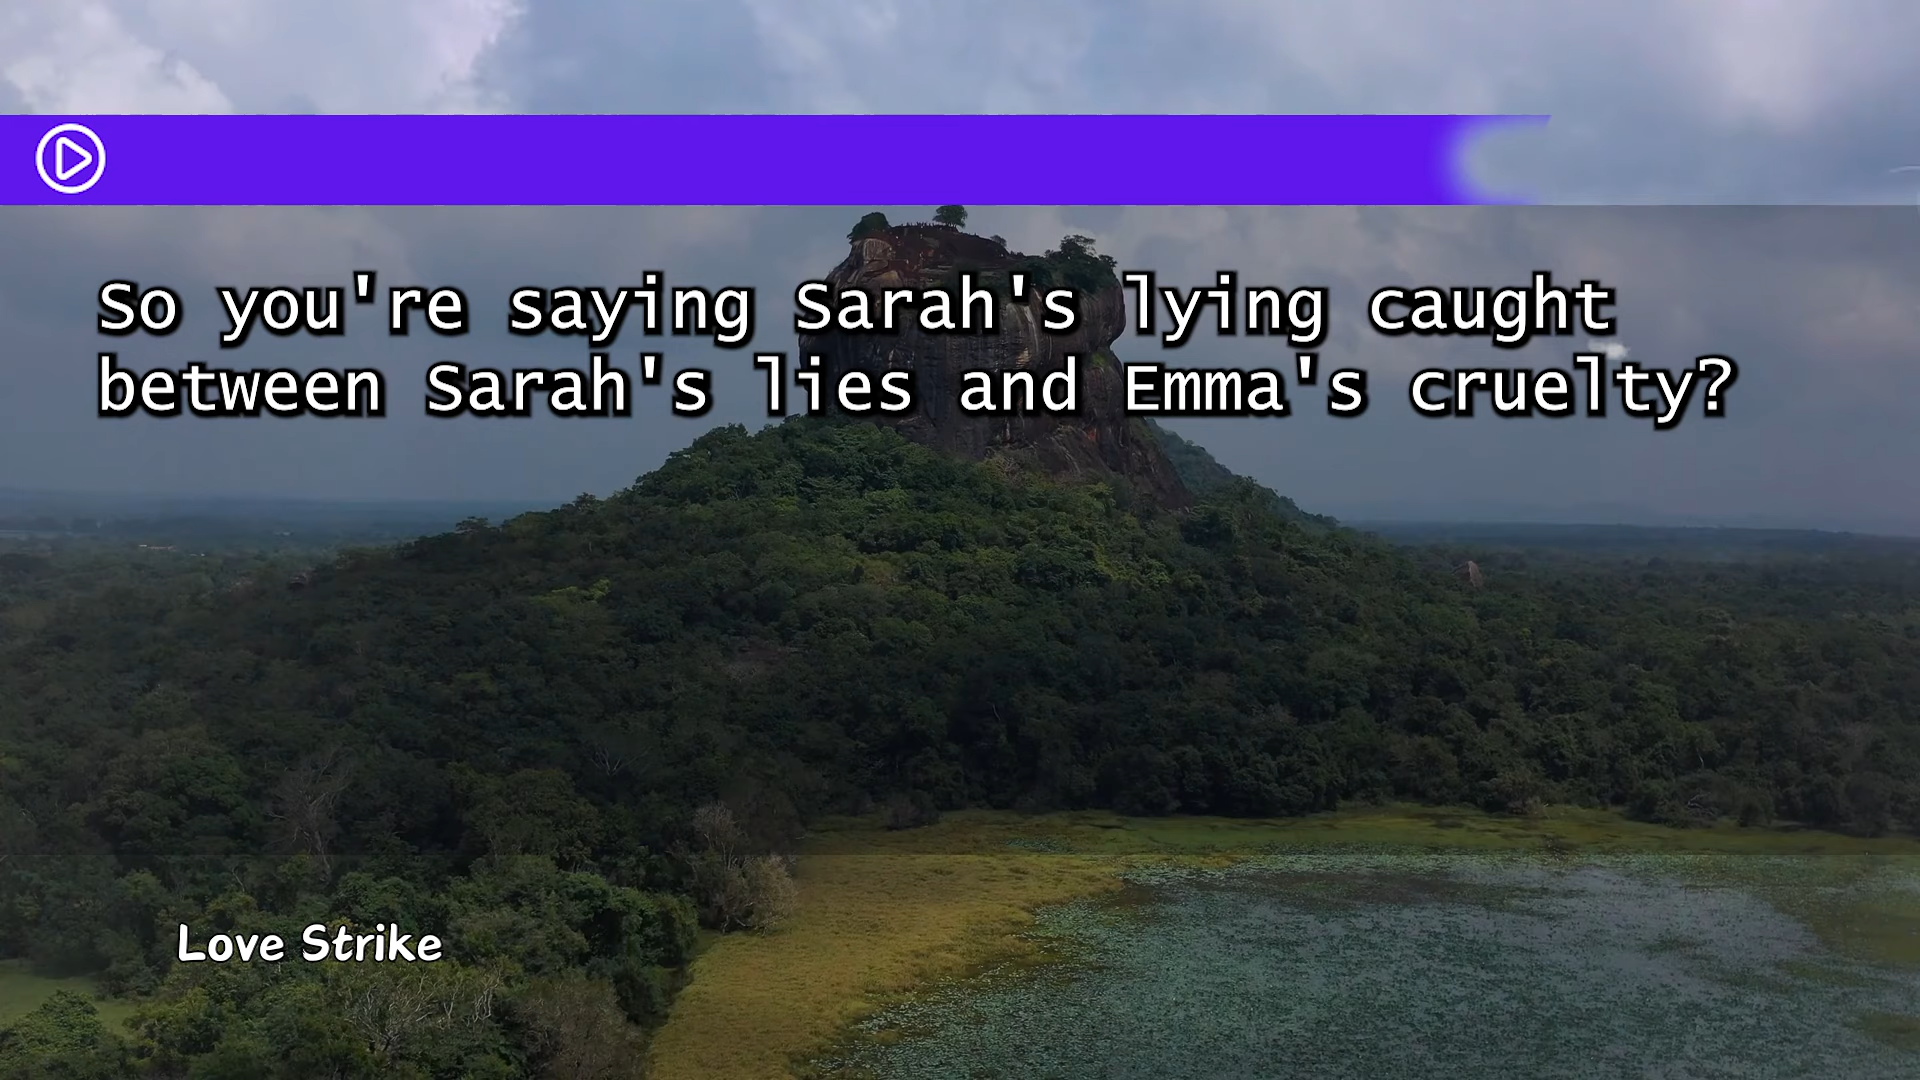 So you're saying Sarah's lying caught
between Sarah's lies and Emma's cruelty?
Love Strike